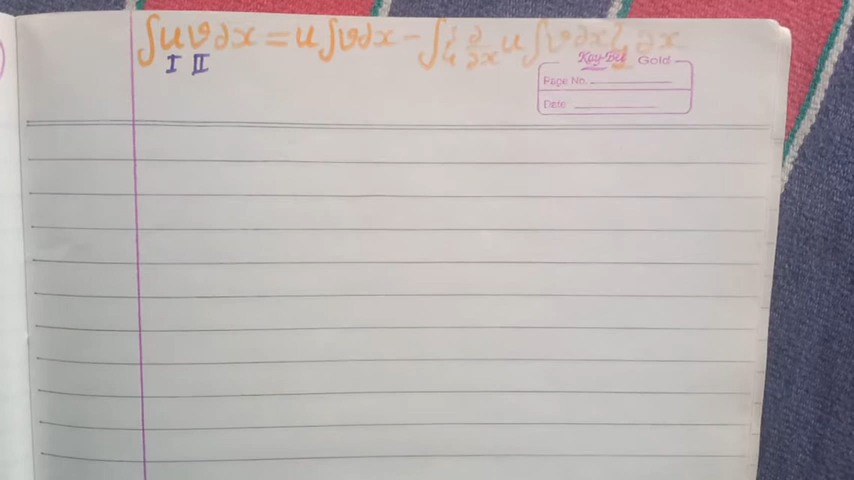 ∫uv∂x = u∫v∂x - ∫{∂/∂x u ∫v∂x} ∂x
I II
Kay-Bee Gold
Page No.
Date